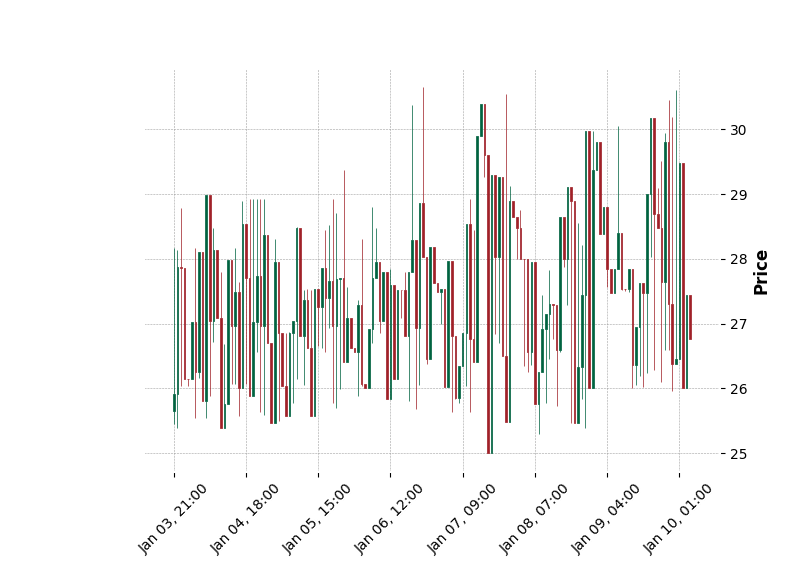 30
29
28
27
26
25
Price
Jan 03, 21:00
Jan 04, 18:00
Jan 05, 15:00
Jan 06, 12:00
Jan 07, 09:00
Jan 08, 07:00
Jan 09, 04:00
Jan 10, 01:00